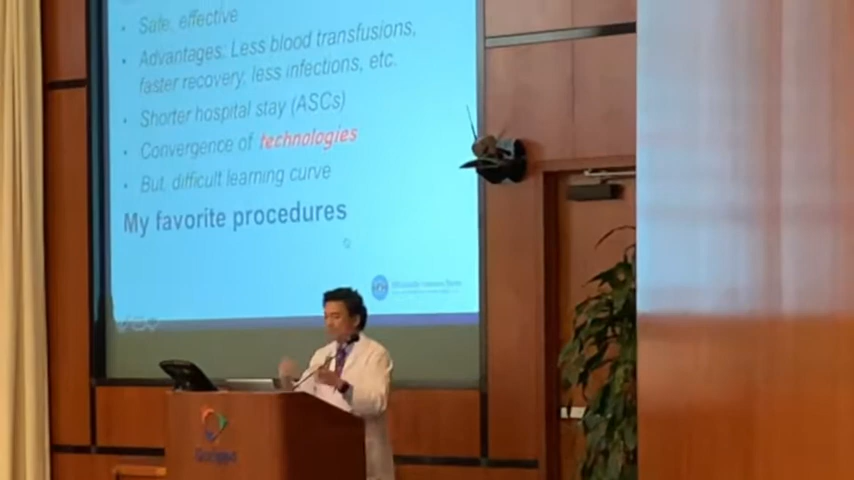 • Safe, effective
• Advantages: Less blood transfusions,
faster recovery, less infections, etc.
• Shorter hospital stay (ASCs)
• Convergence of technologies
• But, difficult learning curve
My favorite procedures